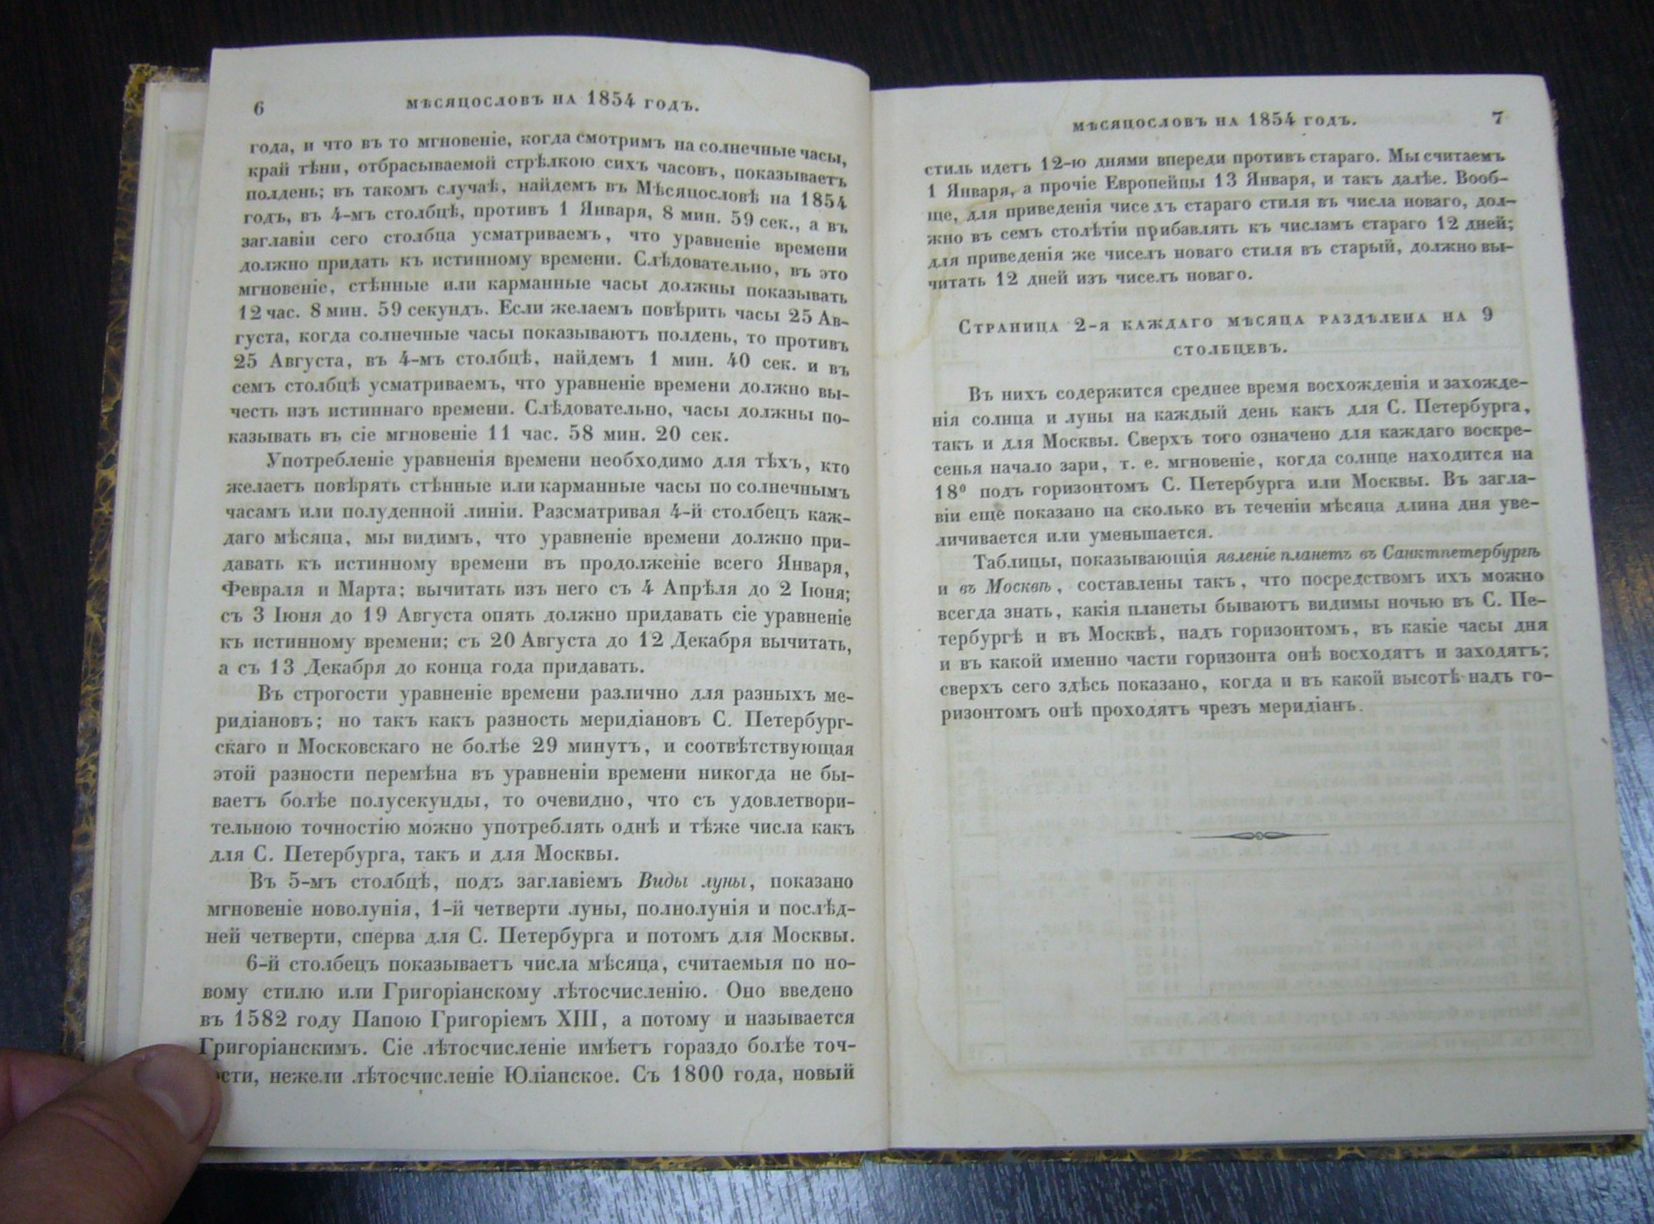 6
мѣсяцословъ на 1854 годъ.
года, и что въ то мгновеніе, когда смотримъ на солнечные часы,
край тѣни, отбрасываемой стрѣлкою сихъ часовъ, показываетъ
полдень; въ такомъ случаѣ, найдемъ въ Мѣсяцословѣ на 1854
годъ, въ 4-мъ столбцѣ, противъ 1 Января, 8 мин. 59 сек., а въ
заглавіи сего столбца усматриваемъ, что уравненіе времени
должно придать къ истинному времени. Слѣдовательно, въ это
мгновеніе, стѣнные или карманные часы должны показывать
12 час. 8 мин. 59 секундъ. Если желаемъ повѣрить часы 25 Ав-
густа, когда солнечные часы показываютъ полдень, то противъ
25 Августа, въ 4-мъ столбцѣ, найдемъ 1 мин. 40 сек. и въ
семъ столбцѣ усматриваемъ, что уравненіе времени должно вы-
честь изъ истиннаго времени. Слѣдовательно, часы должны по-
казывать въ сіе мгновеніе 11 час. 58 мин. 20 сек.
Употребленіе уравненія времени необходимо для тѣхъ, кто
желаетъ повѣрять стѣнные или карманные часы по солнечнымъ
часамъ или полуденной линіи. Разсматривая 4-й столбецъ каж-
даго мѣсяца, мы видимъ, что уравненіе времени должно при-
давать къ истинному времени въ продолженіе всего Января,
Февраля и Марта; вычитать изъ него съ 4 Апрѣля до 2 Іюня;
съ 3 Іюня до 19 Августа опять должно придавать сіе уравненіе
къ истинному времени; съ 20 Августа до 12 Декабря вычитать,
а съ 13 Декабря до конца года придавать.
Въ строгости уравненіе времени различно для разныхъ ме-
ридіановъ; но такъ какъ разность меридіановъ С. Петербург-
скаго и Московскаго не болѣе 29 минутъ, и соотвѣтствующая
этой разности перемѣна въ уравненіи времени никогда не бы-
ваетъ болѣе полусекунды, то очевидно, что съ удовлетвори-
тельною точностію можно употреблять однѣ и тѣже числа какъ
для С. Петербурга, такъ и для Москвы.
Въ 5-мъ столбцѣ, подъ заглавіемъ Виды луны, показано
мгновеніе новолунія, 1-й четверти луны, полнолунія и послѣд-
ней четверти, сперва для С. Петербурга и потомъ для Москвы.
6-й столбецъ показываетъ числа мѣсяца, считаемыя по но-
вому стилю или Григоріанскому лѣтосчисленію. Оно введено
въ 1582 году Папою Григоріемъ XIII, а потому и называется
Григоріанскимъ. Сіе лѣтосчисленіе имѣетъ гораздо болѣе точ-
ости, нежели лѣтосчисленіе Юліанское. Съ 1800 года, новый
мѣсяцословъ на 1854 годъ.
7
стиль идетъ 12-ю днями впереди противъ стараго. Мы считаемъ
1 Января, а прочіе Европейцы 13 Января, и такъ далѣе. Вооб-
ще, для приведенія чиселъ стараго стиля въ числа новаго, дол-
жно въ семъ столѣтіи прибавлять къ числамъ стараго 12 дней;
для приведенія же чиселъ новаго стиля въ старый, должно вы-
читать 12 дней изъ чиселъ новаго.
Страница 2-я каждаго мѣсяца раздѣлена на 9
столбцевъ.
Въ нихъ содержится среднее время восхожденія и захожде-
нія солнца и луны на каждый день какъ для С. Петербурга,
такъ и для Москвы. Сверхъ того означено для каждаго воскре-
сенья начало зари, т. е. мгновеніе, когда солнце находится на
18° подъ горизонтомъ С. Петербурга или Москвы. Въ загла-
віи еще показано на сколько въ теченіи мѣсяца длина дня уве-
личивается или уменьшается.
Таблицы, показывающія явленіе планетъ въ Санктпетербургѣ
и въ Москвѣ, составлены такъ, что посредствомъ ихъ можно
всегда знать, какія планеты бываютъ видимы ночью въ С. Пе-
тербургѣ и въ Москвѣ, надъ горизонтомъ, въ какіе часы дня
и въ какой именно части горизонта онѣ восходятъ и заходятъ;
сверхъ сего здѣсь показано, когда и въ какой высотѣ надъ го-
ризонтомъ онѣ проходятъ чрезъ меридіанъ.